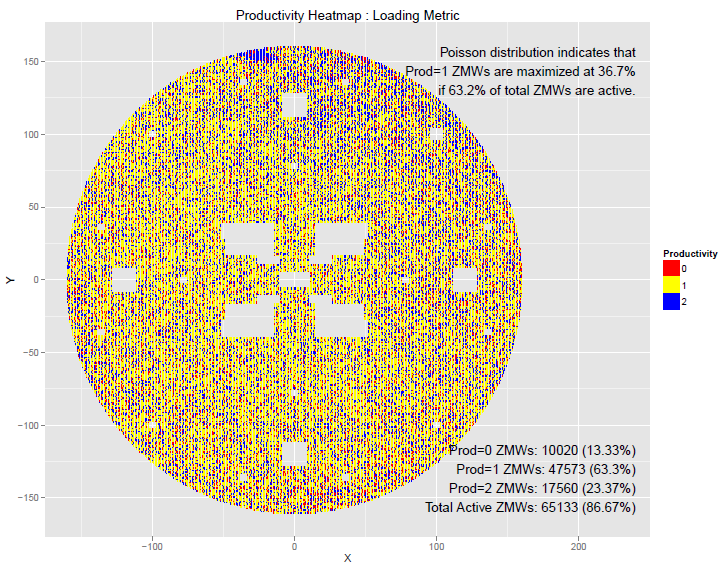 Productivity Heatmap : Loading Metric
Poisson distribution indicates that
Prod=1 ZMWs are maximized at 36.7%
if 63.2% of total ZMWs are active.
150
100
50
0
−50
−100
−150
Y
Productivity
0
1
2
Prod=0 ZMWs: 10020 (13.33%)
Prod=1 ZMWs: 47573 (63.3%)
Prod=2 ZMWs: 17560 (23.37%)
Total Active ZMWs: 65133 (86.67%)
−100 0 100 200
X